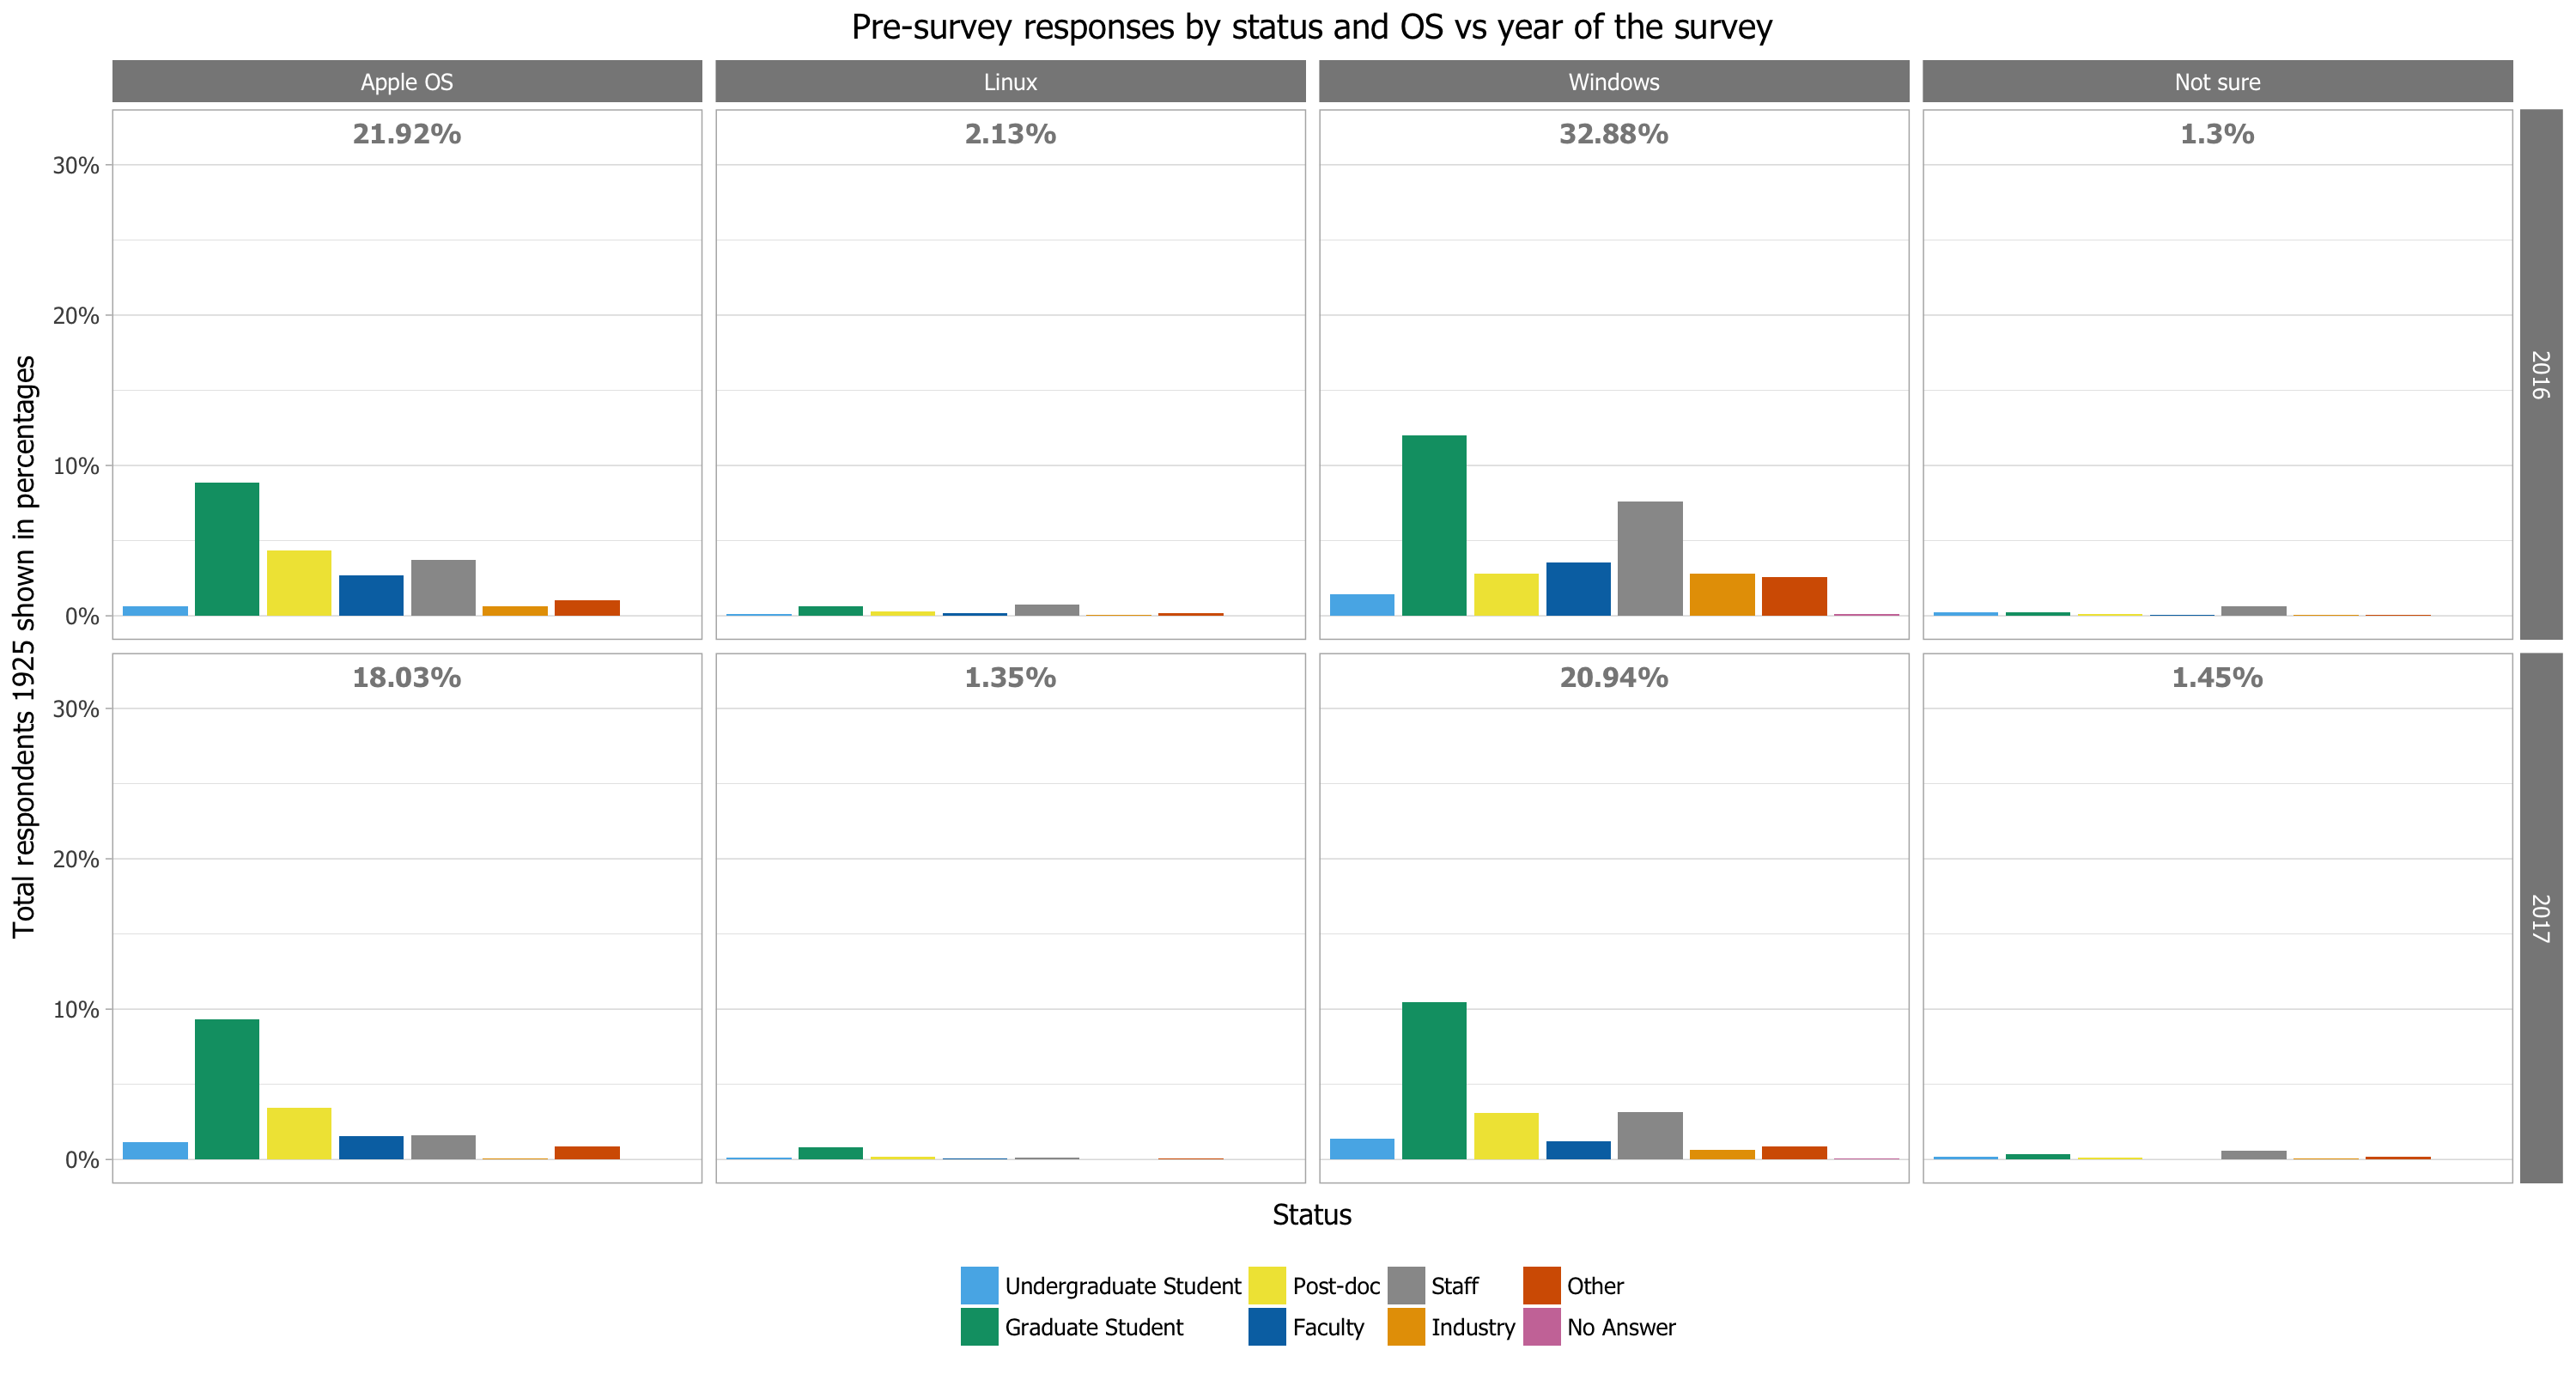 Pre-survey responses by status and OS vs year of the survey
Apple OS
Linux
Windows
Not sure
Total respondents 1925 shown in percentages
21.92%
2.13%
32.88%
1.3%
30%
20%
10%
0%
2016
18.03%
1.35%
20.94%
1.45%
30%
20%
10%
0%
2017
Status
Undergraduate Student
Post-doc
Staff
Other
Graduate Student
Faculty
Industry
No Answer